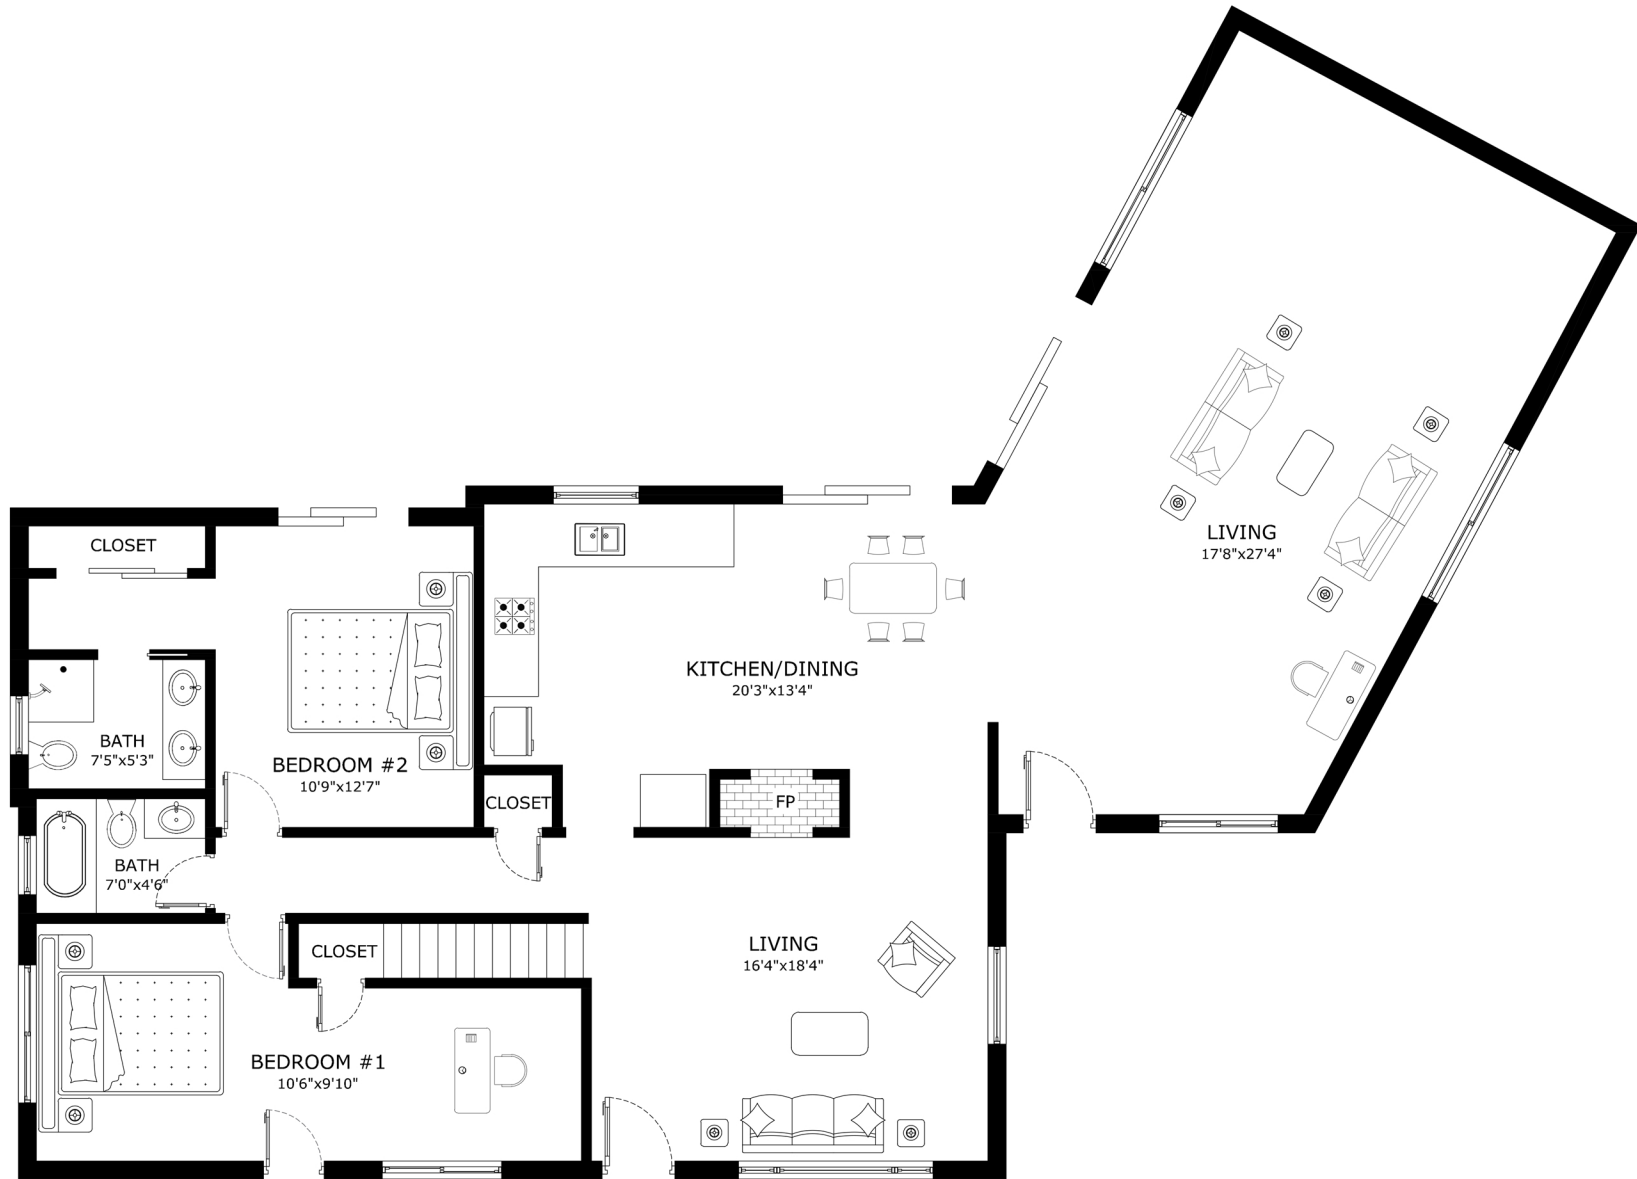 CLOSET
LIVING
17'8"x27'4"
KITCHEN/DINING
20'3"x13'4"
BATH
7'5"x5'3"
BEDROOM #2
10'9"x12'7"
CLOSET
FP
BATH
7'0"x4'6"
CLOSET
LIVING
16'4"x18'4"
BEDROOM #1
10'6"x9'10"